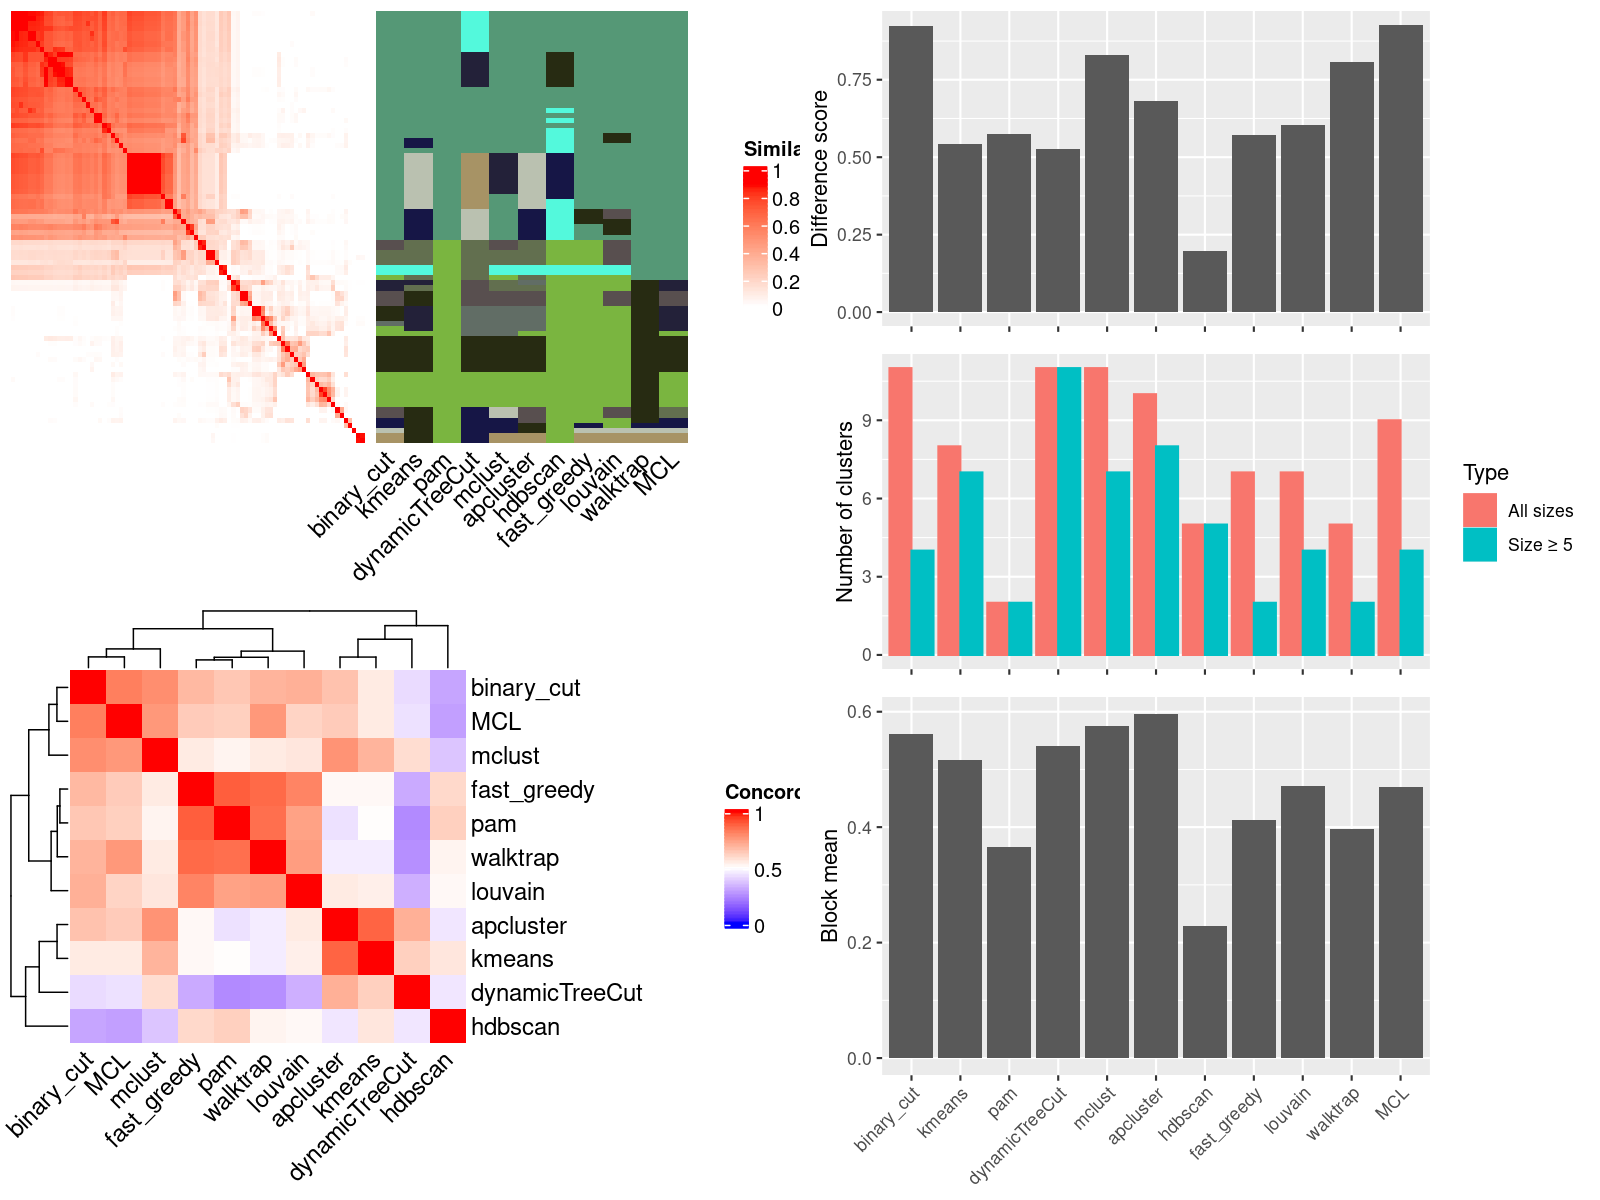 Simila
1
0.8
0.6
0.4
0.2
0
binary_cut
kmeans
pam
dynamicTreeCut
mclust
apcluster
hdbscan
fast_greedy
louvain
walktrap
MCL
Difference score
0.75
0.50
0.25
0.00
Number of clusters
9
6
3
0
Type
All sizes
Size ≥ 5
binary_cut
MCL
mclust
fast_greedy
pam
walktrap
louvain
apcluster
kmeans
dynamicTreeCut
hdbscan
binary_cut
MCL
mclust
fast_greedy
pam
walktrap
louvain
apcluster
kmeans
dynamicTreeCut
hdbscan
Concord
1
0.5
0
Block mean
0.6
0.4
0.2
0.0
binary_cut
kmeans
pam
dynamicTreeCut
mclust
apcluster
hdbscan
fast_greedy
louvain
walktrap
MCL